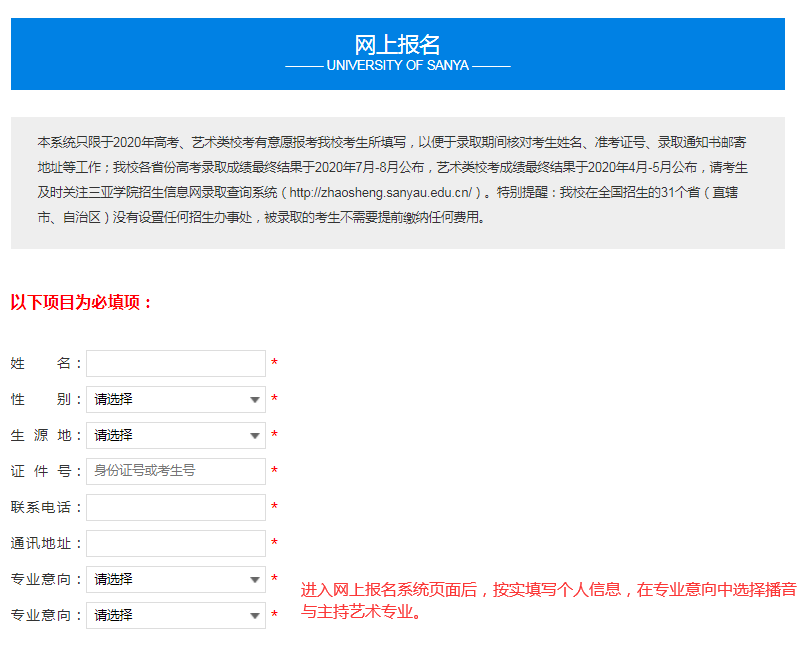 网上报名
——— UNIVERSITY OF SANYA ———
本系统只限于2020年高考、艺术类校考有意愿报考我校考生所填写，以便于录取期间核对考生姓名、准考证号、录取通知书邮寄
地址等工作；我校各省份高考录取成绩最终结果于2020年7月-8月公布，艺术类校考成绩最终结果于2020年4月-5月公布，请考生
及时关注三亚学院招生信息网录取查询系统（http://zhaosheng.sanyau.edu.cn/）。特别提醒：我校在全国招生的31个省（直辖
市、自治区）没有设置任何招生办事处，被录取的考生不需要提前缴纳任何费用。
以下项目为必填项：
姓 名： *
性 别： 请选择 *
生 源 地： 请选择 *
证 件 号： 身份证号或考生号 *
联系电话： *
通讯地址： *
专业意向： 请选择 *
专业意向： 请选择 *
进入网上报名系统页面后，按实填写个人信息，在专业意向中选择播音
与主持艺术专业。